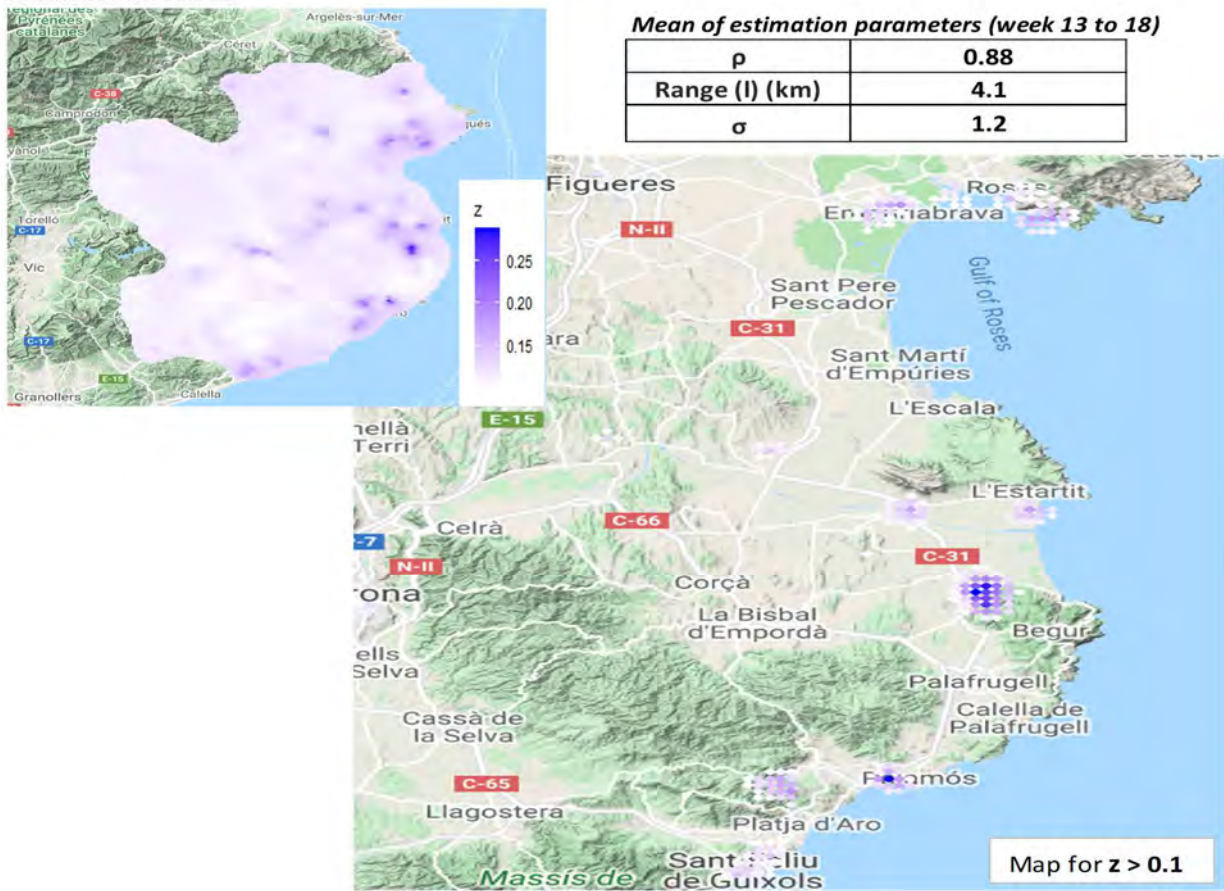 Pyrénées
catalanes
Argelès-sur-Mer
Céret
C-38
Camprodon
Torelló
C-17
Vic
C-17
E-15
Granollers
Calella
z
0.25
0.20
0.15
Mean of estimation parameters (week 13 to 18)
ρ 0.88
Range (l) (km) 4.1
σ 1.2
Figueres
Roses
N-II
Gulf of Roses
Sant Pere
Pescador
C-31
Sant Martí
d'Empúries
L'Escala
E-15
L'Estartit
C-66
Celrà
C-31
N-II
Corçà
La Bisbal
d'Empordà
Begur
Palafrugell
Calella de
Palafrugell
Cassà de
la Selva
C-65
Llagostera
Platja d'Aro
Massís de
de Guíxols
Map for z > 0.1